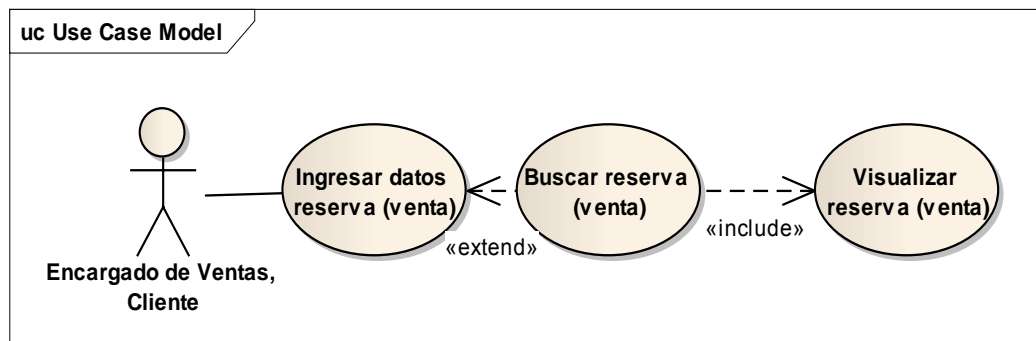 uc Use Case Model
Encargado de Ventas,
Cliente
Ingresar datos
reserva (venta)
«extend»
Buscar reserva
(venta)
«include»
Visualizar
reserva (venta)